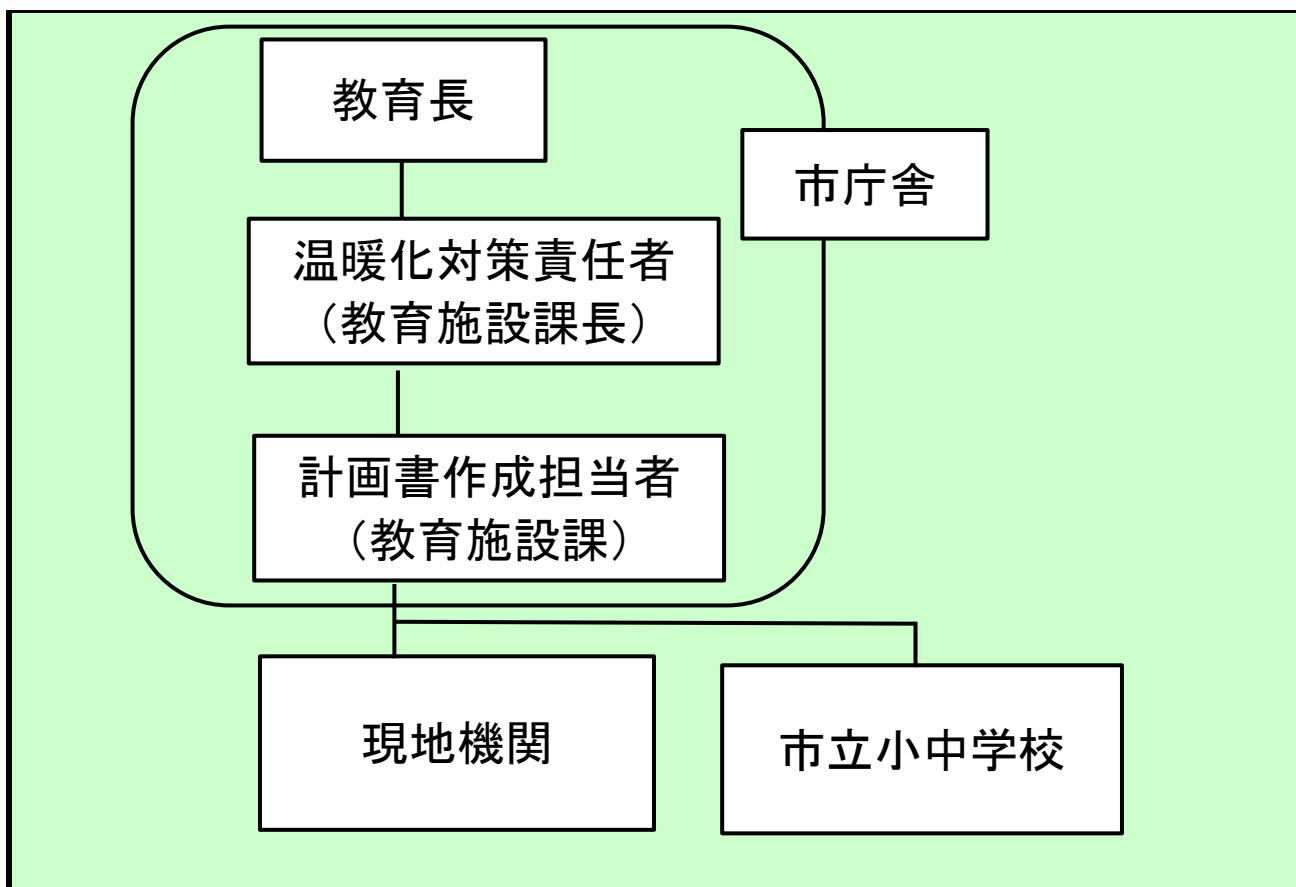 教育長
市庁舎
温暖化対策責任者
（教育施設課長）
計画書作成担当者
（教育施設課）
現地機関
市立小中学校